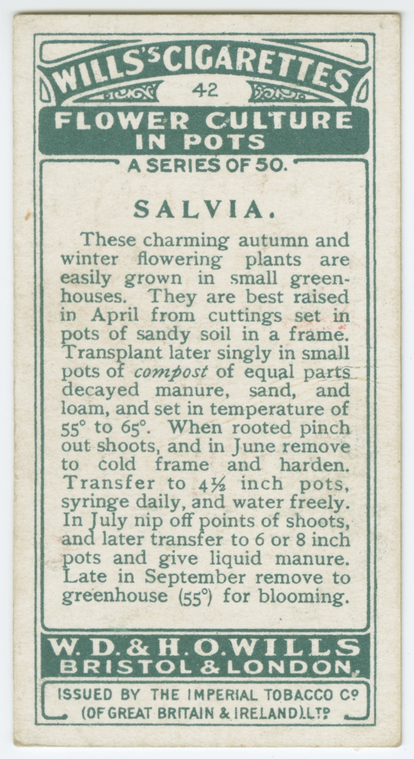 WILLS'S CIGARETTES
42
FLOWER CULTURE
IN POTS
A SERIES OF 50.
SALVIA.
These charming autumn and
winter flowering plants are
easily grown in small green-
houses. They are best raised
in April from cuttings set in
pots of sandy soil in a frame.
Transplant later singly in small
pots of compost of equal parts
decayed manure, sand, and
loam, and set in temperature of
55° to 65°. When rooted pinch
out shoots, and in June remove
to cold frame and harden.
Transfer to 4½ inch pots,
syringe daily, and water freely.
In July nip off points of shoots,
and later transfer to 6 or 8 inch
pots and give liquid manure.
Late in September remove to
greenhouse (55°) for blooming.
W. D. & H. O. WILLS
BRISTOL & LONDON.
ISSUED BY THE IMPERIAL TOBACCO Cº
(OF GREAT BRITAIN & IRELAND), LTD.